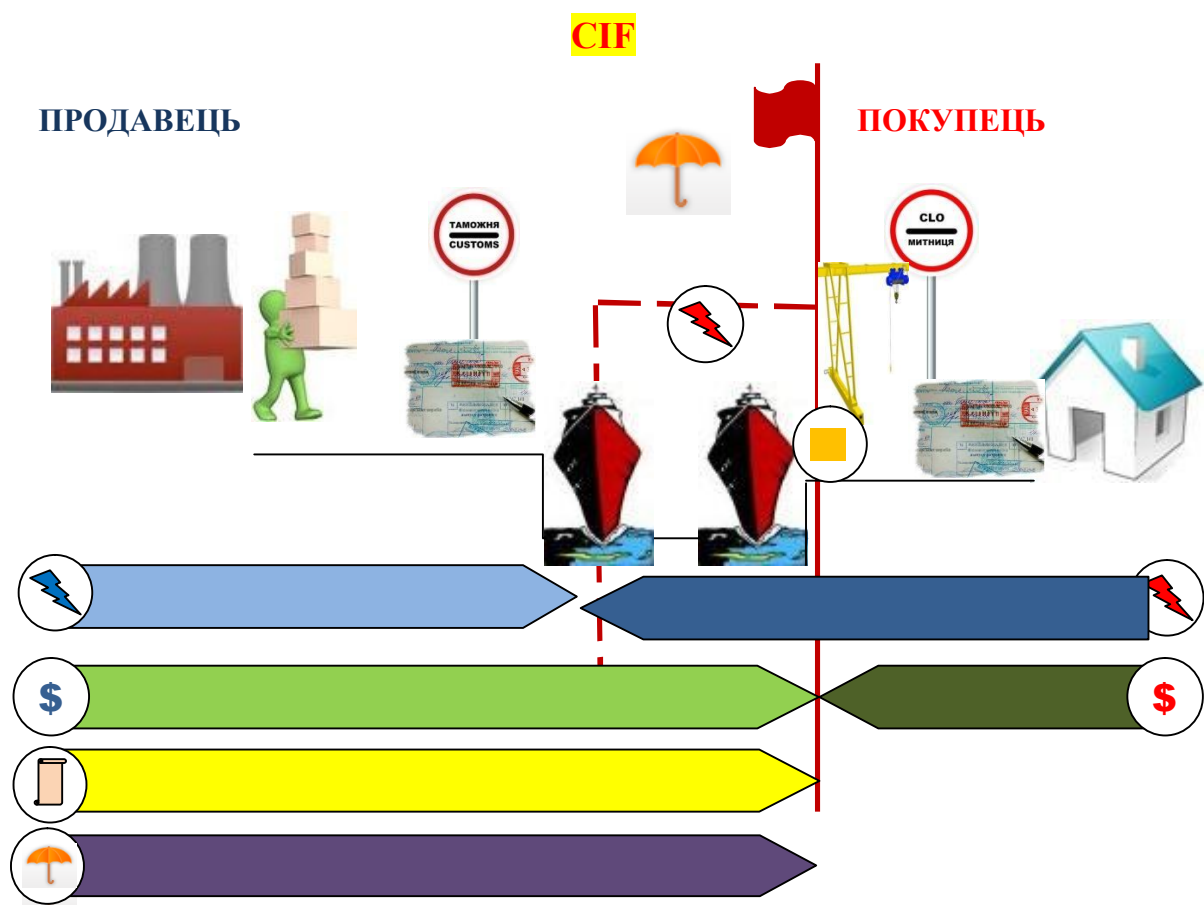 CIF
ПРОДАВЕЦЬ
ПОКУПЕЦЬ
ТАМОЖНЯ
CUSTOMS
CLO
МИТНИЦЯ
$
$